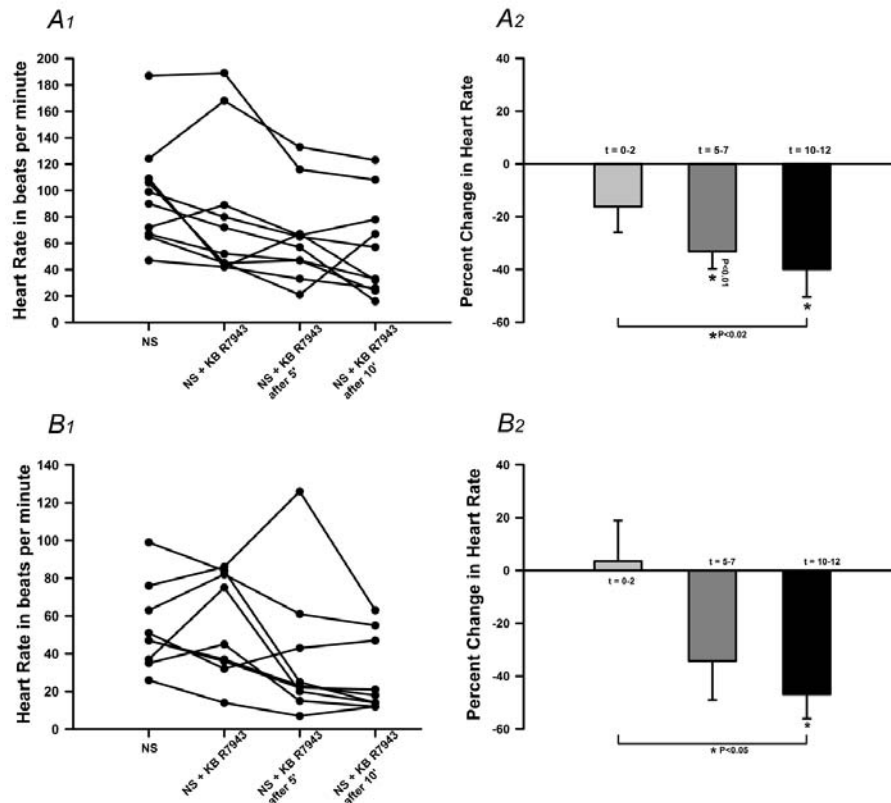 A1
Heart Rate in beats per minute
200
180
160
140
120
100
80
60
40
20
0
NS
NS + KB R7943
NS + KB R7943
after 5'
NS + KB R7943
after 10'
A2
Percent Change in Heart Rate
40
20
0
-20
-40
-60
t = 0-2
t = 5-7
t = 10-12
* P<0.01
*
* P<0.02
B1
Heart Rate in beats per minute
140
120
100
80
60
40
20
0
NS
NS + KB R7943
NS + KB R7943
after 5'
NS + KB R7943
after 10'
B2
Percent Change in Heart Rate
40
20
0
-20
-40
-60
t = 0-2
t = 5-7
t = 10-12
*
* P<0.05